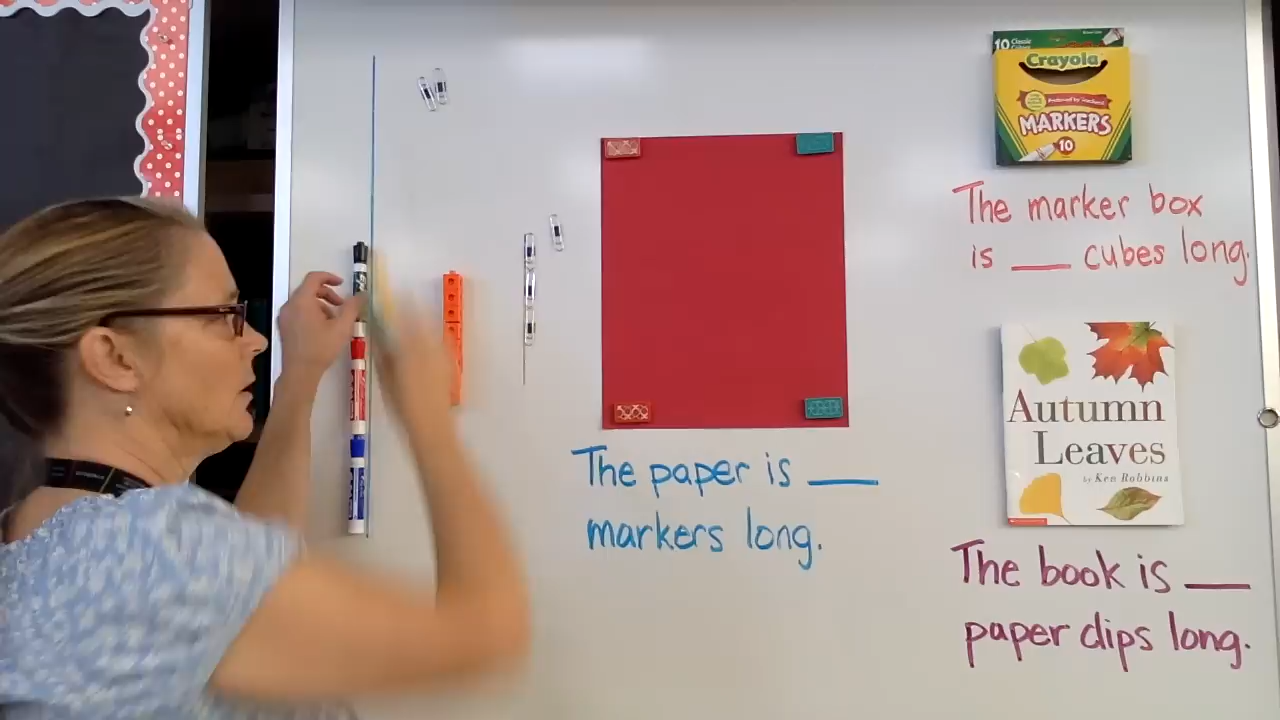 10 Classic
Crayola
MARKERS
10
The marker box
is ___ cubes long.
Autumn
Leaves
by Ken Robbins
The paper is ___
markers long.
The book is ___
paper clips long.